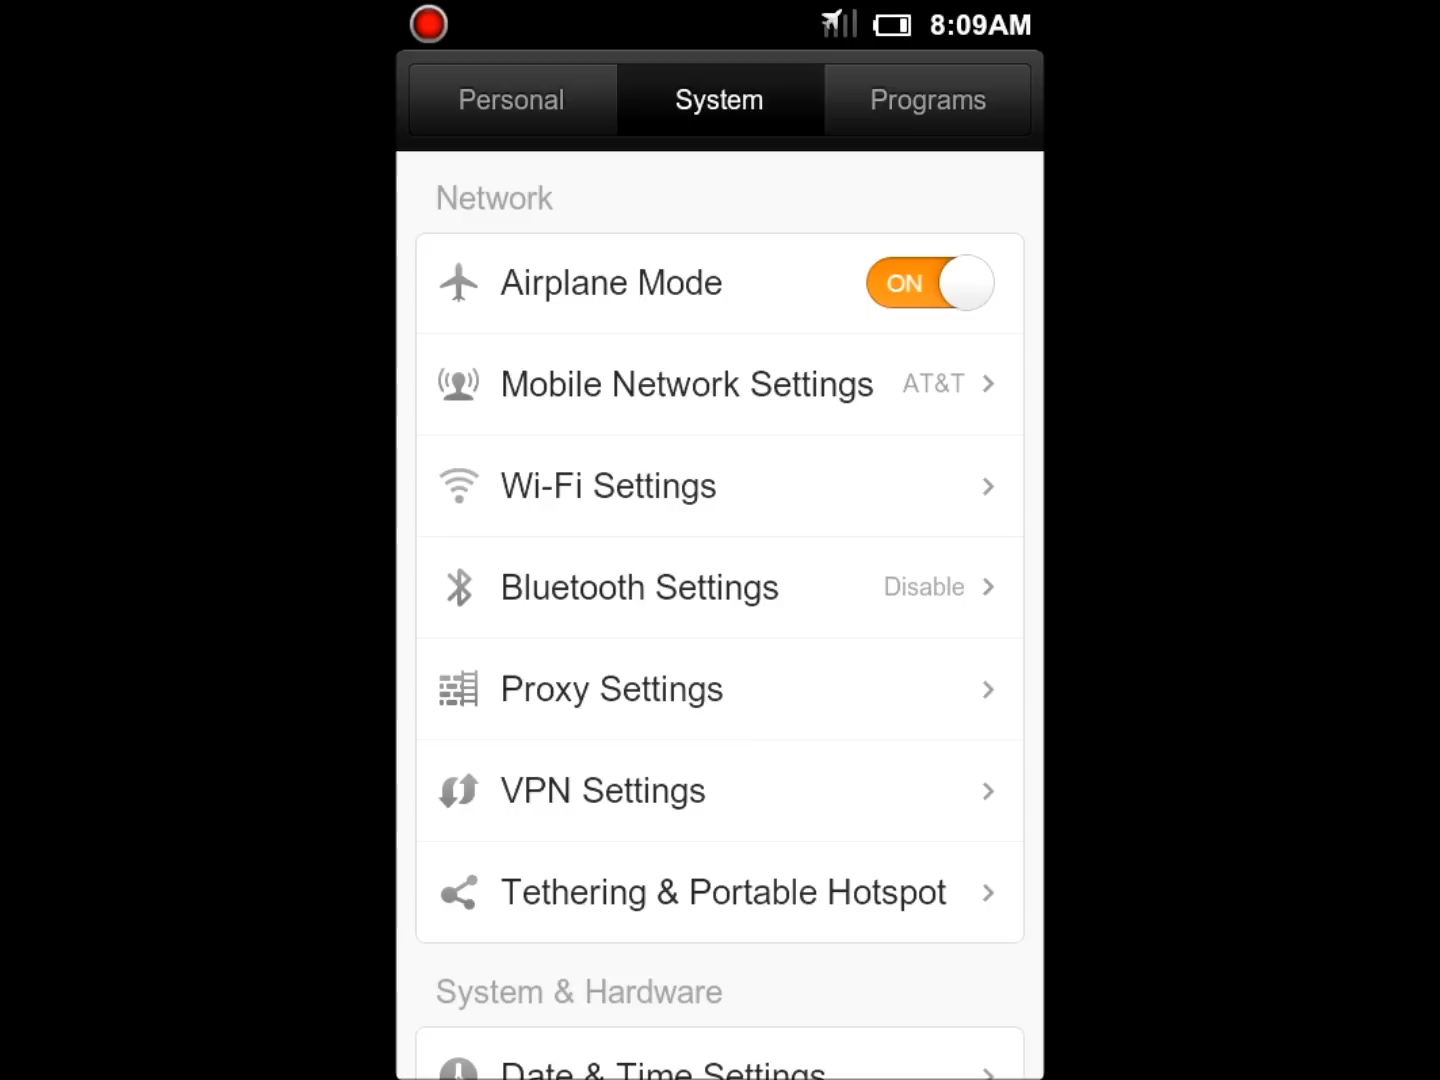 8:09AM
Personal System Programs
Network
Airplane Mode ON
Mobile Network Settings AT&T
Wi-Fi Settings
Bluetooth Settings Disable
Proxy Settings
VPN Settings
Tethering & Portable Hotspot
System & Hardware
Date & Time Settings